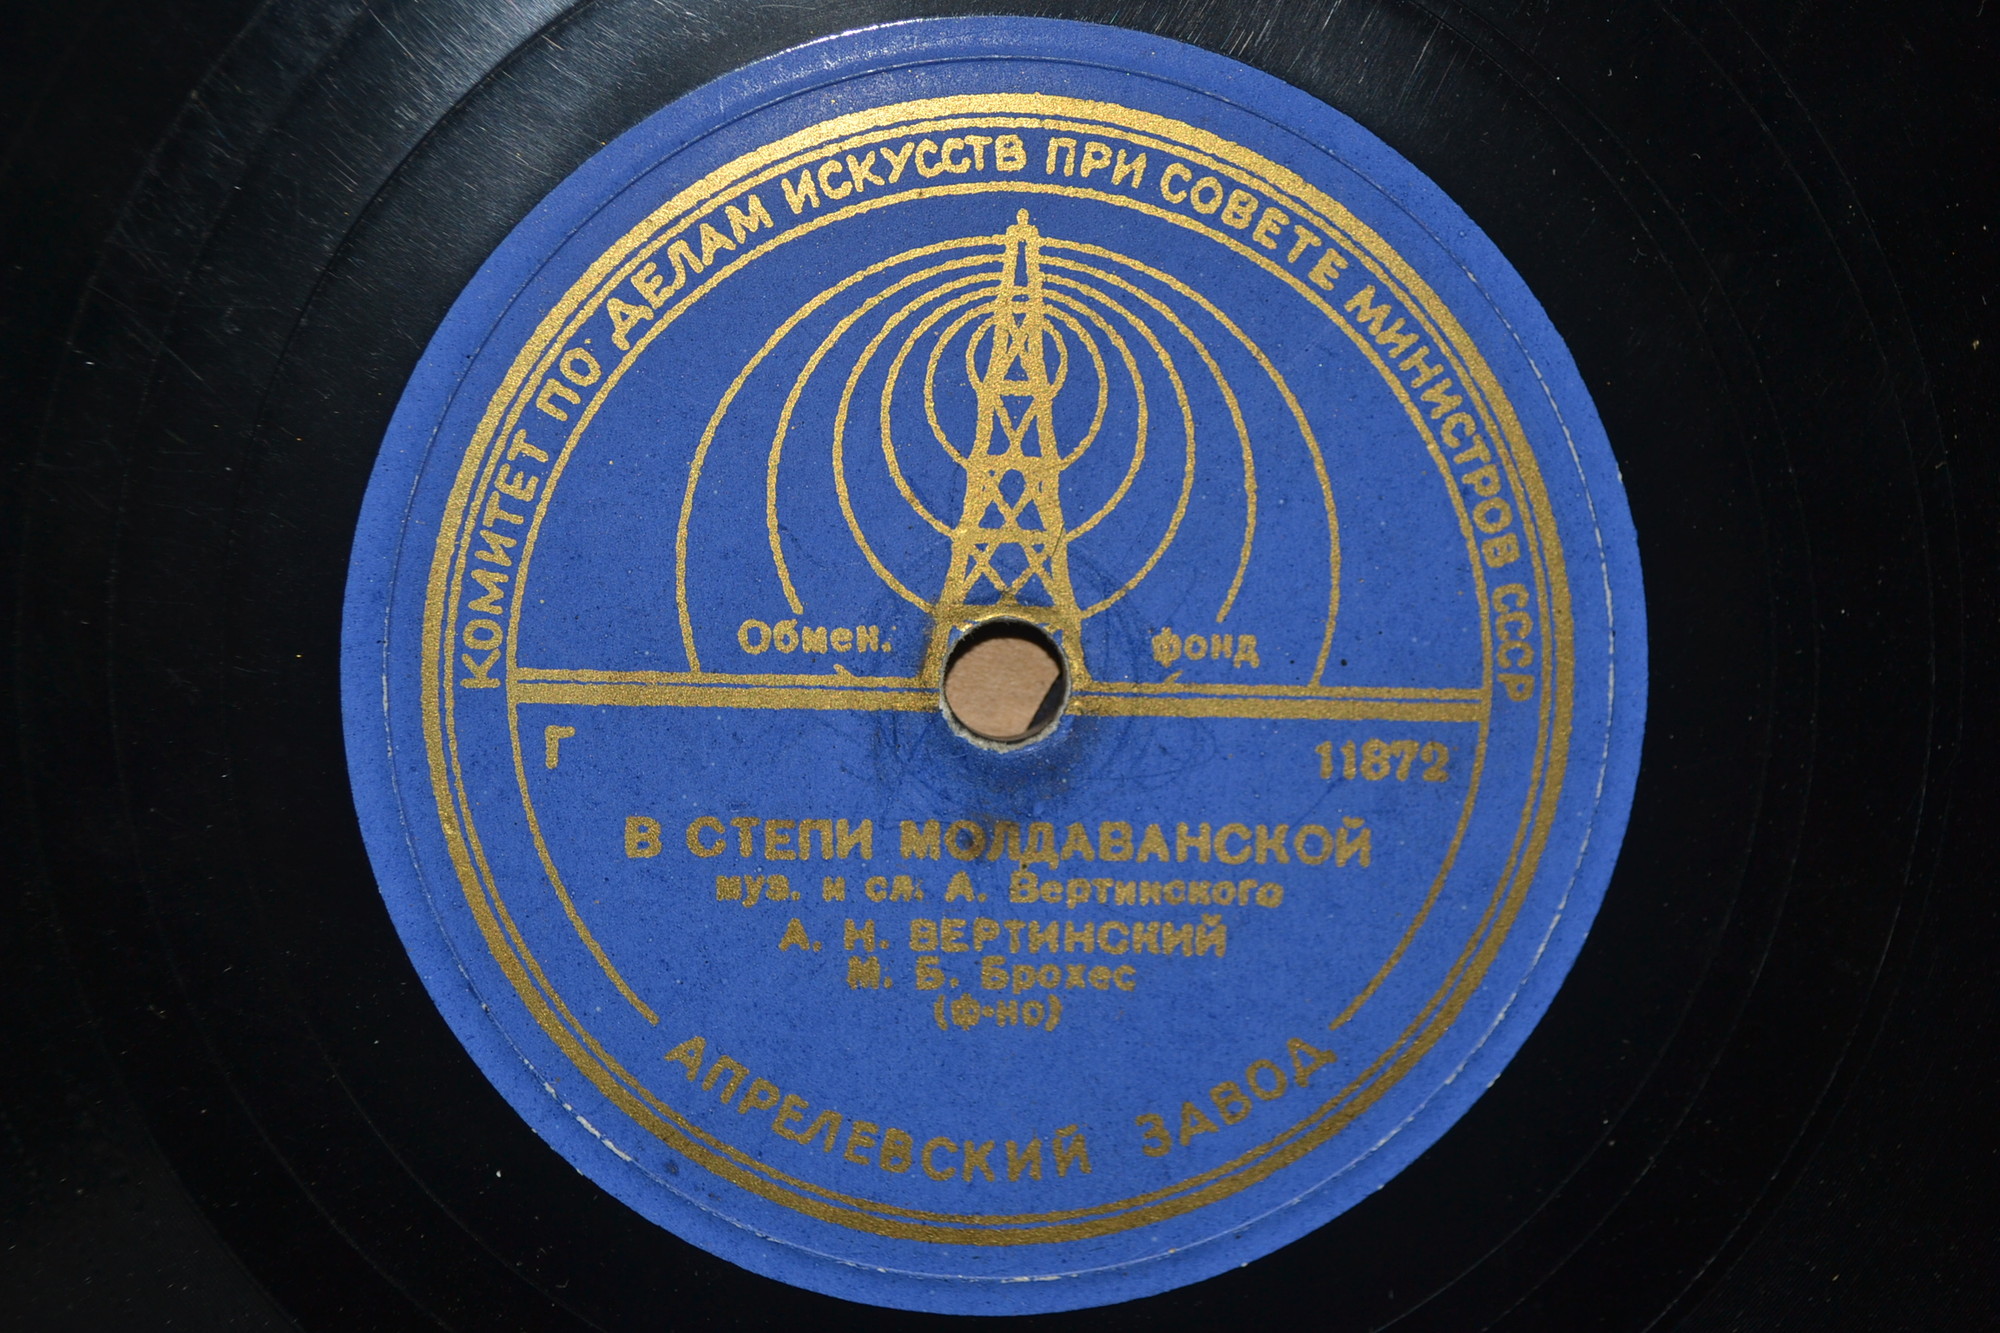 КОМИТЕТ ПО ДЕЛАМ ИСКУССТВ ПРИ СОВЕТЕ МИНИСТРОВ СССР
Обмен. фонд
Г 11872
В СТЕПИ МОЛДАВАНСКОЙ
муз. и сл. А. Вертинского
А. Н. ВЕРТИНСКИЙ
М. Б. Брохес
(ф-но)
АПРЕЛЕВСКИЙ ЗАВОД